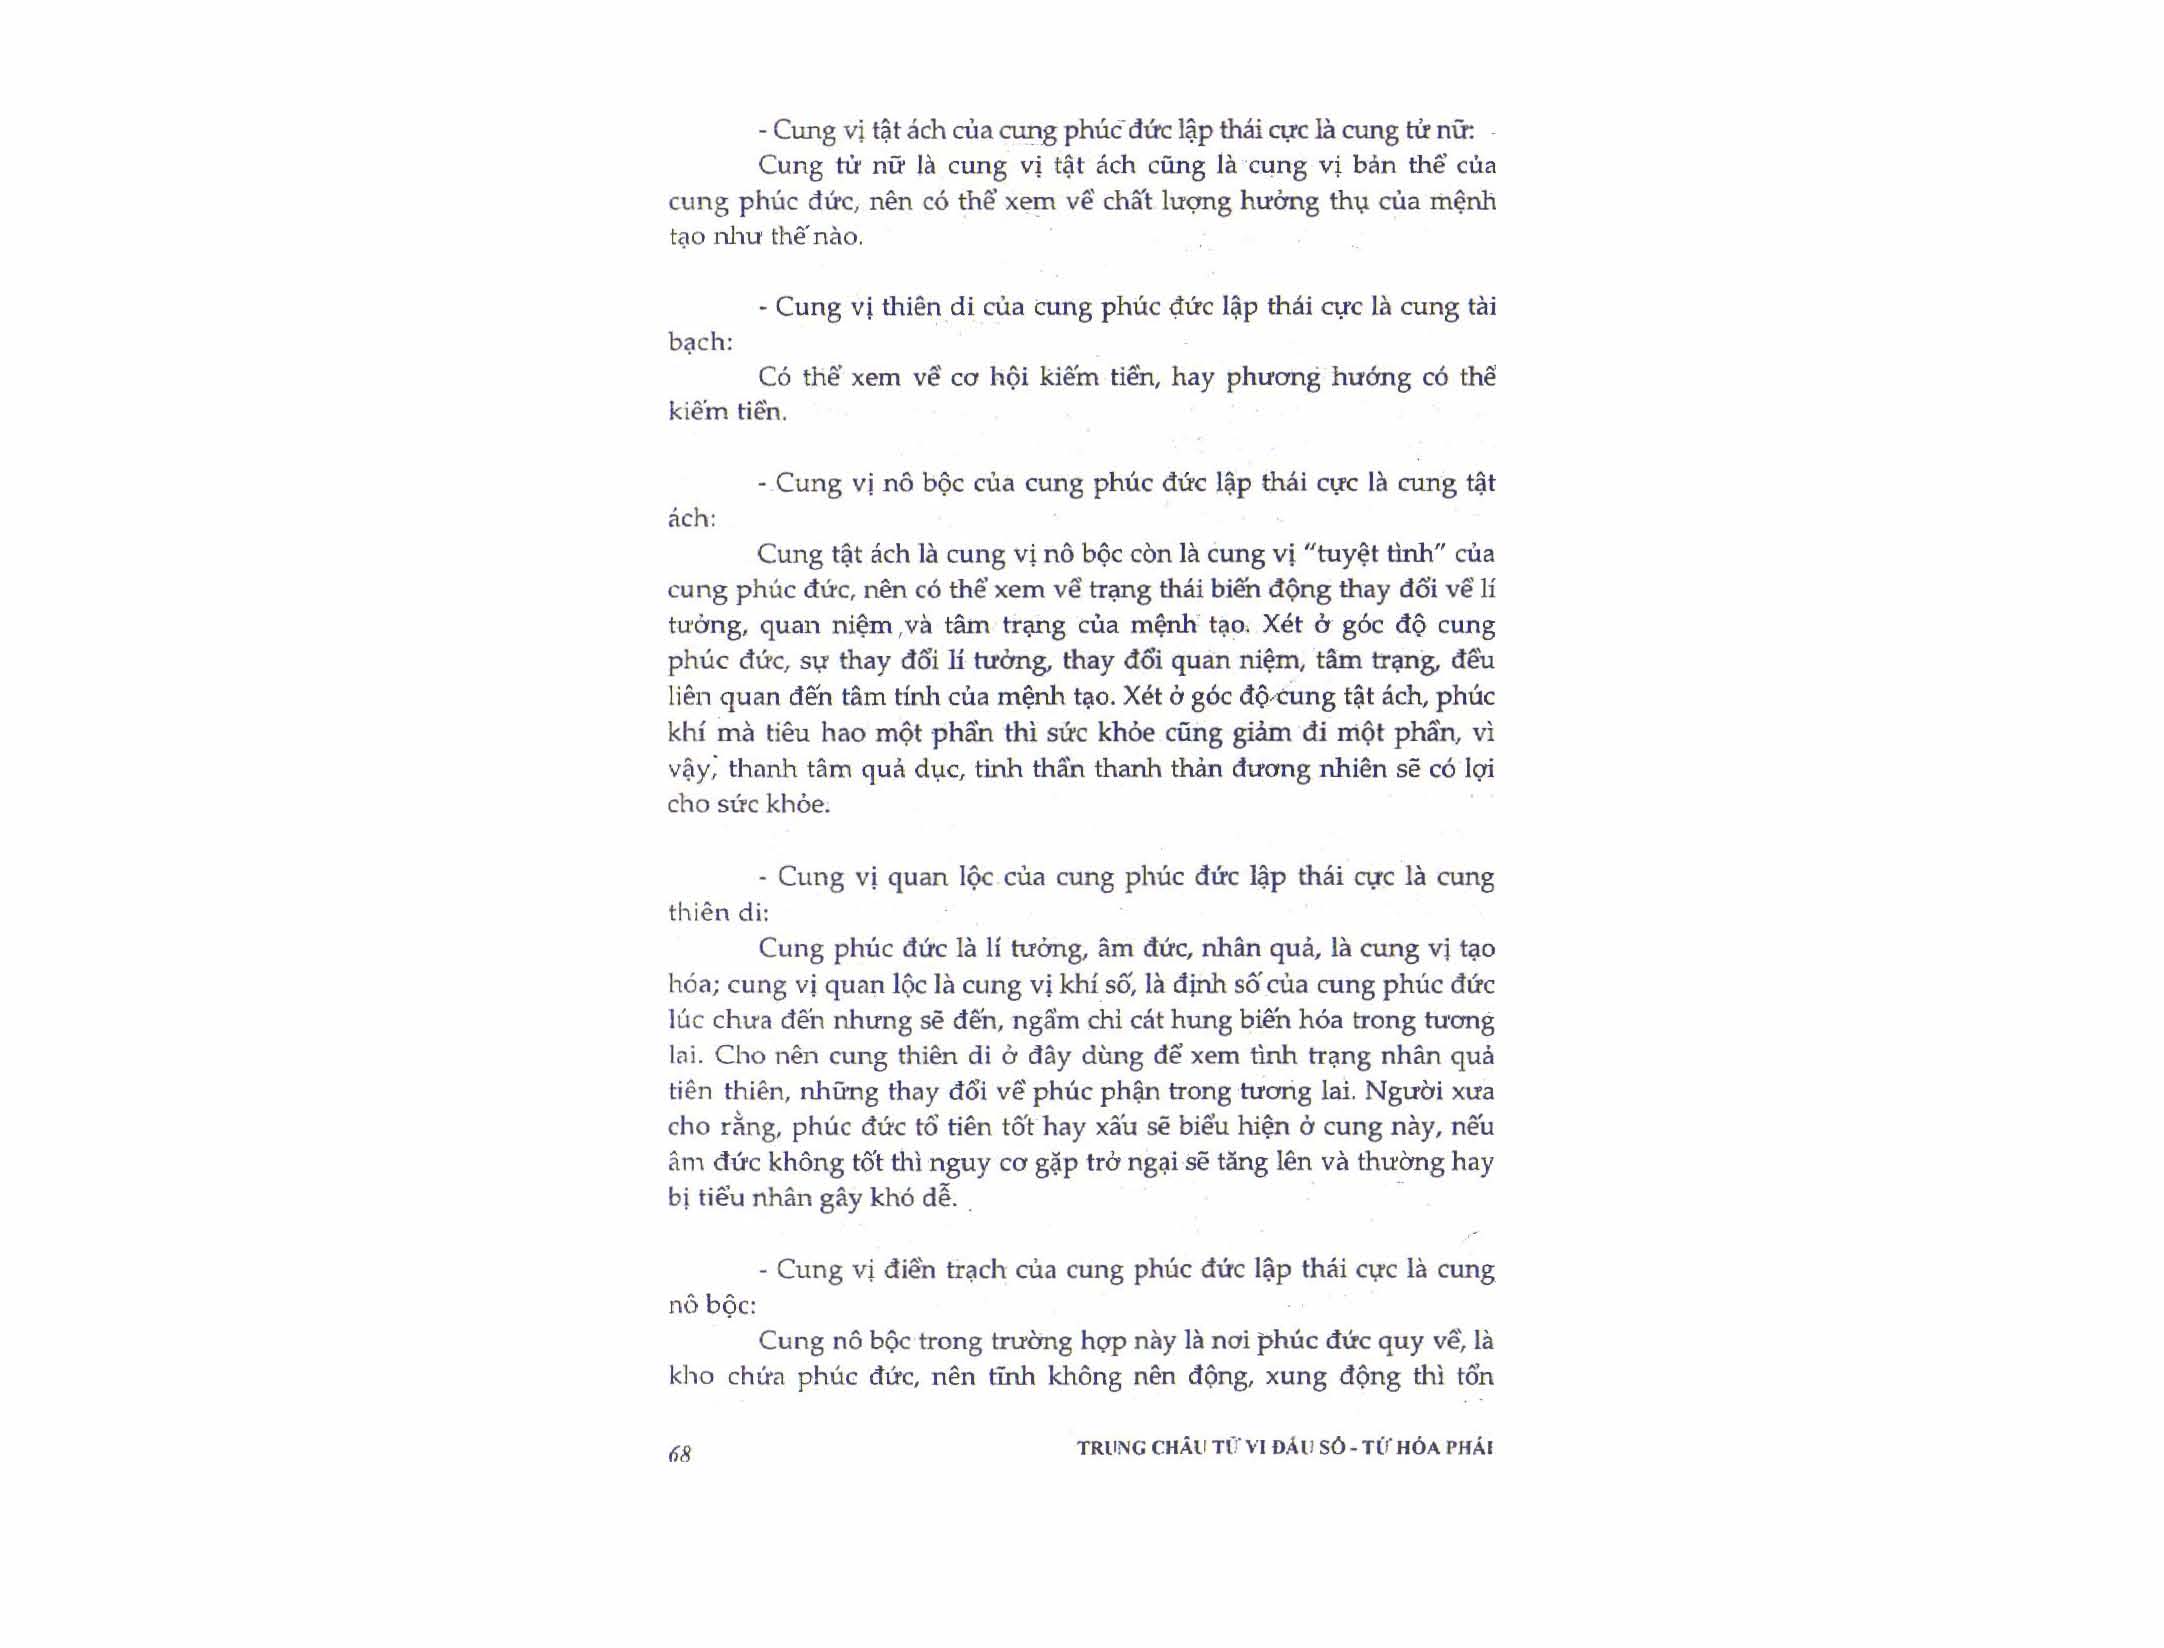 - Cung vị tật ách của cung phúc đức lập thái cực là cung tử nữ:
Cung tử nữ là cung vị tật ách cũng là cung vị bản thể của
cung phúc đức, nên có thể xem về chất lượng hưởng thụ của mệnh
tạo như thế nào.
- Cung vị thiên di của cung phúc đức lập thái cực là cung tài
bạch:
Có thể xem về cơ hội kiếm tiền, hay phương hướng có thể
kiếm tiền.
- Cung vị nô bộc của cung phúc đức lập thái cực là cung tật
ách:
Cung tật ách là cung vị nô bộc còn là cung vị "tuyệt tình" của
cung phúc đức, nên có thể xem về trạng thái biến động thay đổi về lí
tưởng, quan niệm và tâm trạng của mệnh tạo. Xét ở góc độ cung
phúc đức, sự thay đổi lí tưởng, thay đổi quan niệm, tâm trạng, đều
liên quan đến tâm tính của mệnh tạo. Xét ở góc độ cung tật ách, phúc
khí mà tiêu hao một phần thì sức khỏe cũng giảm đi một phần, vì
vậy, thanh tâm quả dục, tinh thần thanh thản đương nhiên sẽ có lợi
cho sức khỏe.
- Cung vị quan lộc của cung phúc đức lập thái cực là cung
thiên di:
Cung phúc đức là lí tưởng, âm đức, nhân quả, là cung vị tạo
hóa; cung vị quan lộc là cung vị khí số, là định số của cung phúc đức
lúc chưa đến nhưng sẽ đến, ngầm chỉ cát hung biến hóa trong tương
lai. Cho nên cung thiên di ở đây dùng để xem tình trạng nhân quả
tiên thiên, những thay đổi về phúc phận trong tương lai. Người xưa
cho rằng, phúc đức tổ tiên tốt hay xấu sẽ biểu hiện ở cung này, nếu
âm đức không tốt thì nguy cơ gặp trở ngại sẽ tăng lên và thường hay
bị tiểu nhân gây khó dễ.
- Cung vị điền trạch của cung phúc đức lập thái cực là cung
nô bộc:
Cung nô bộc trong trường hợp này là nơi phúc đức quy về, là
kho chứa phúc đức, nên tĩnh không nên động, xung động thì tổn
68 TRUNG CHÂU TỬ VI ĐẨU SỐ - TỨ HÓA PHÁI